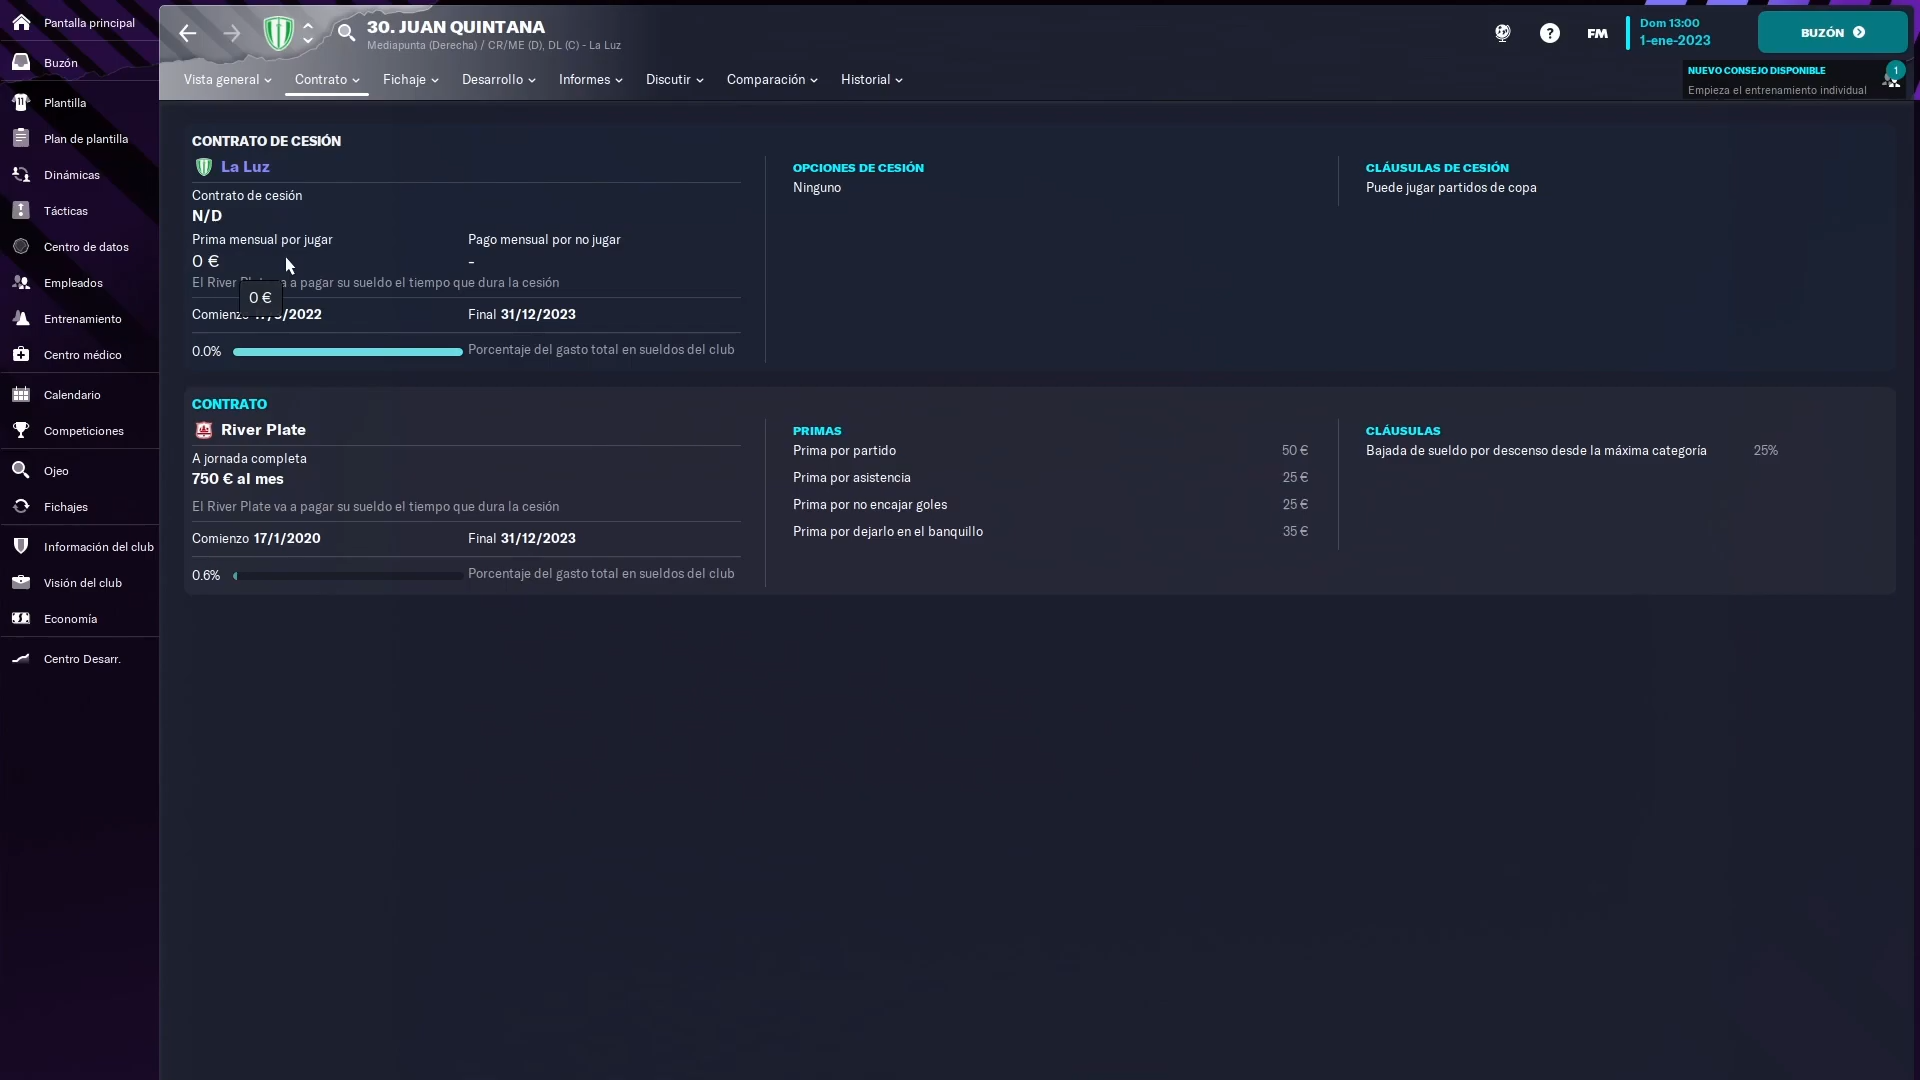 Pantalla principal
Buzón
Plantilla
Plan de plantilla
Dinámicas
Tácticas
Centro de datos
Empleados
Entrenamiento
Centro médico
Calendario
Competiciones
Ojeo
Fichajes
Información del club
Visión del club
Economía
Centro Desarr.
30. JUAN QUINTANA
Mediapunta (Derecha) / CR/ME (D), DL (C) - La Luz
FM
Dom 13:00
1-ene-2023
BUZÓN
Vista general Contrato Fichaje Desarrollo Informes Discutir Comparación Historial
NUEVO CONSEJO DISPONIBLE
1
Empieza el entrenamiento individual
CONTRATO DE CESIÓN
La Luz
Contrato de cesión
N/D
Prima mensual por jugar Pago mensual por no jugar
0 € -
El River a pagar su sueldo el tiempo que dura la cesión
0 €
/2022 Final 31/12/2023
0.0% Porcentaje del gasto total en sueldos del club
OPCIONES DE CESIÓN
Ninguno
CLÁUSULAS DE CESIÓN
Puede jugar partidos de copa
CONTRATO
River Plate
A jornada completa
750 € al mes
El River Plate va a pagar su sueldo el tiempo que dura la cesión
Comienzo 17/1/2020 Final 31/12/2023
0.6% Porcentaje del gasto total en sueldos del club
PRIMAS
Prima por partido 50 €
Prima por asistencia 25 €
Prima por no encajar goles 25 €
Prima por dejarlo en el banquillo 35 €
CLÁUSULAS
Bajada de sueldo por descenso desde la máxima categoría 25%